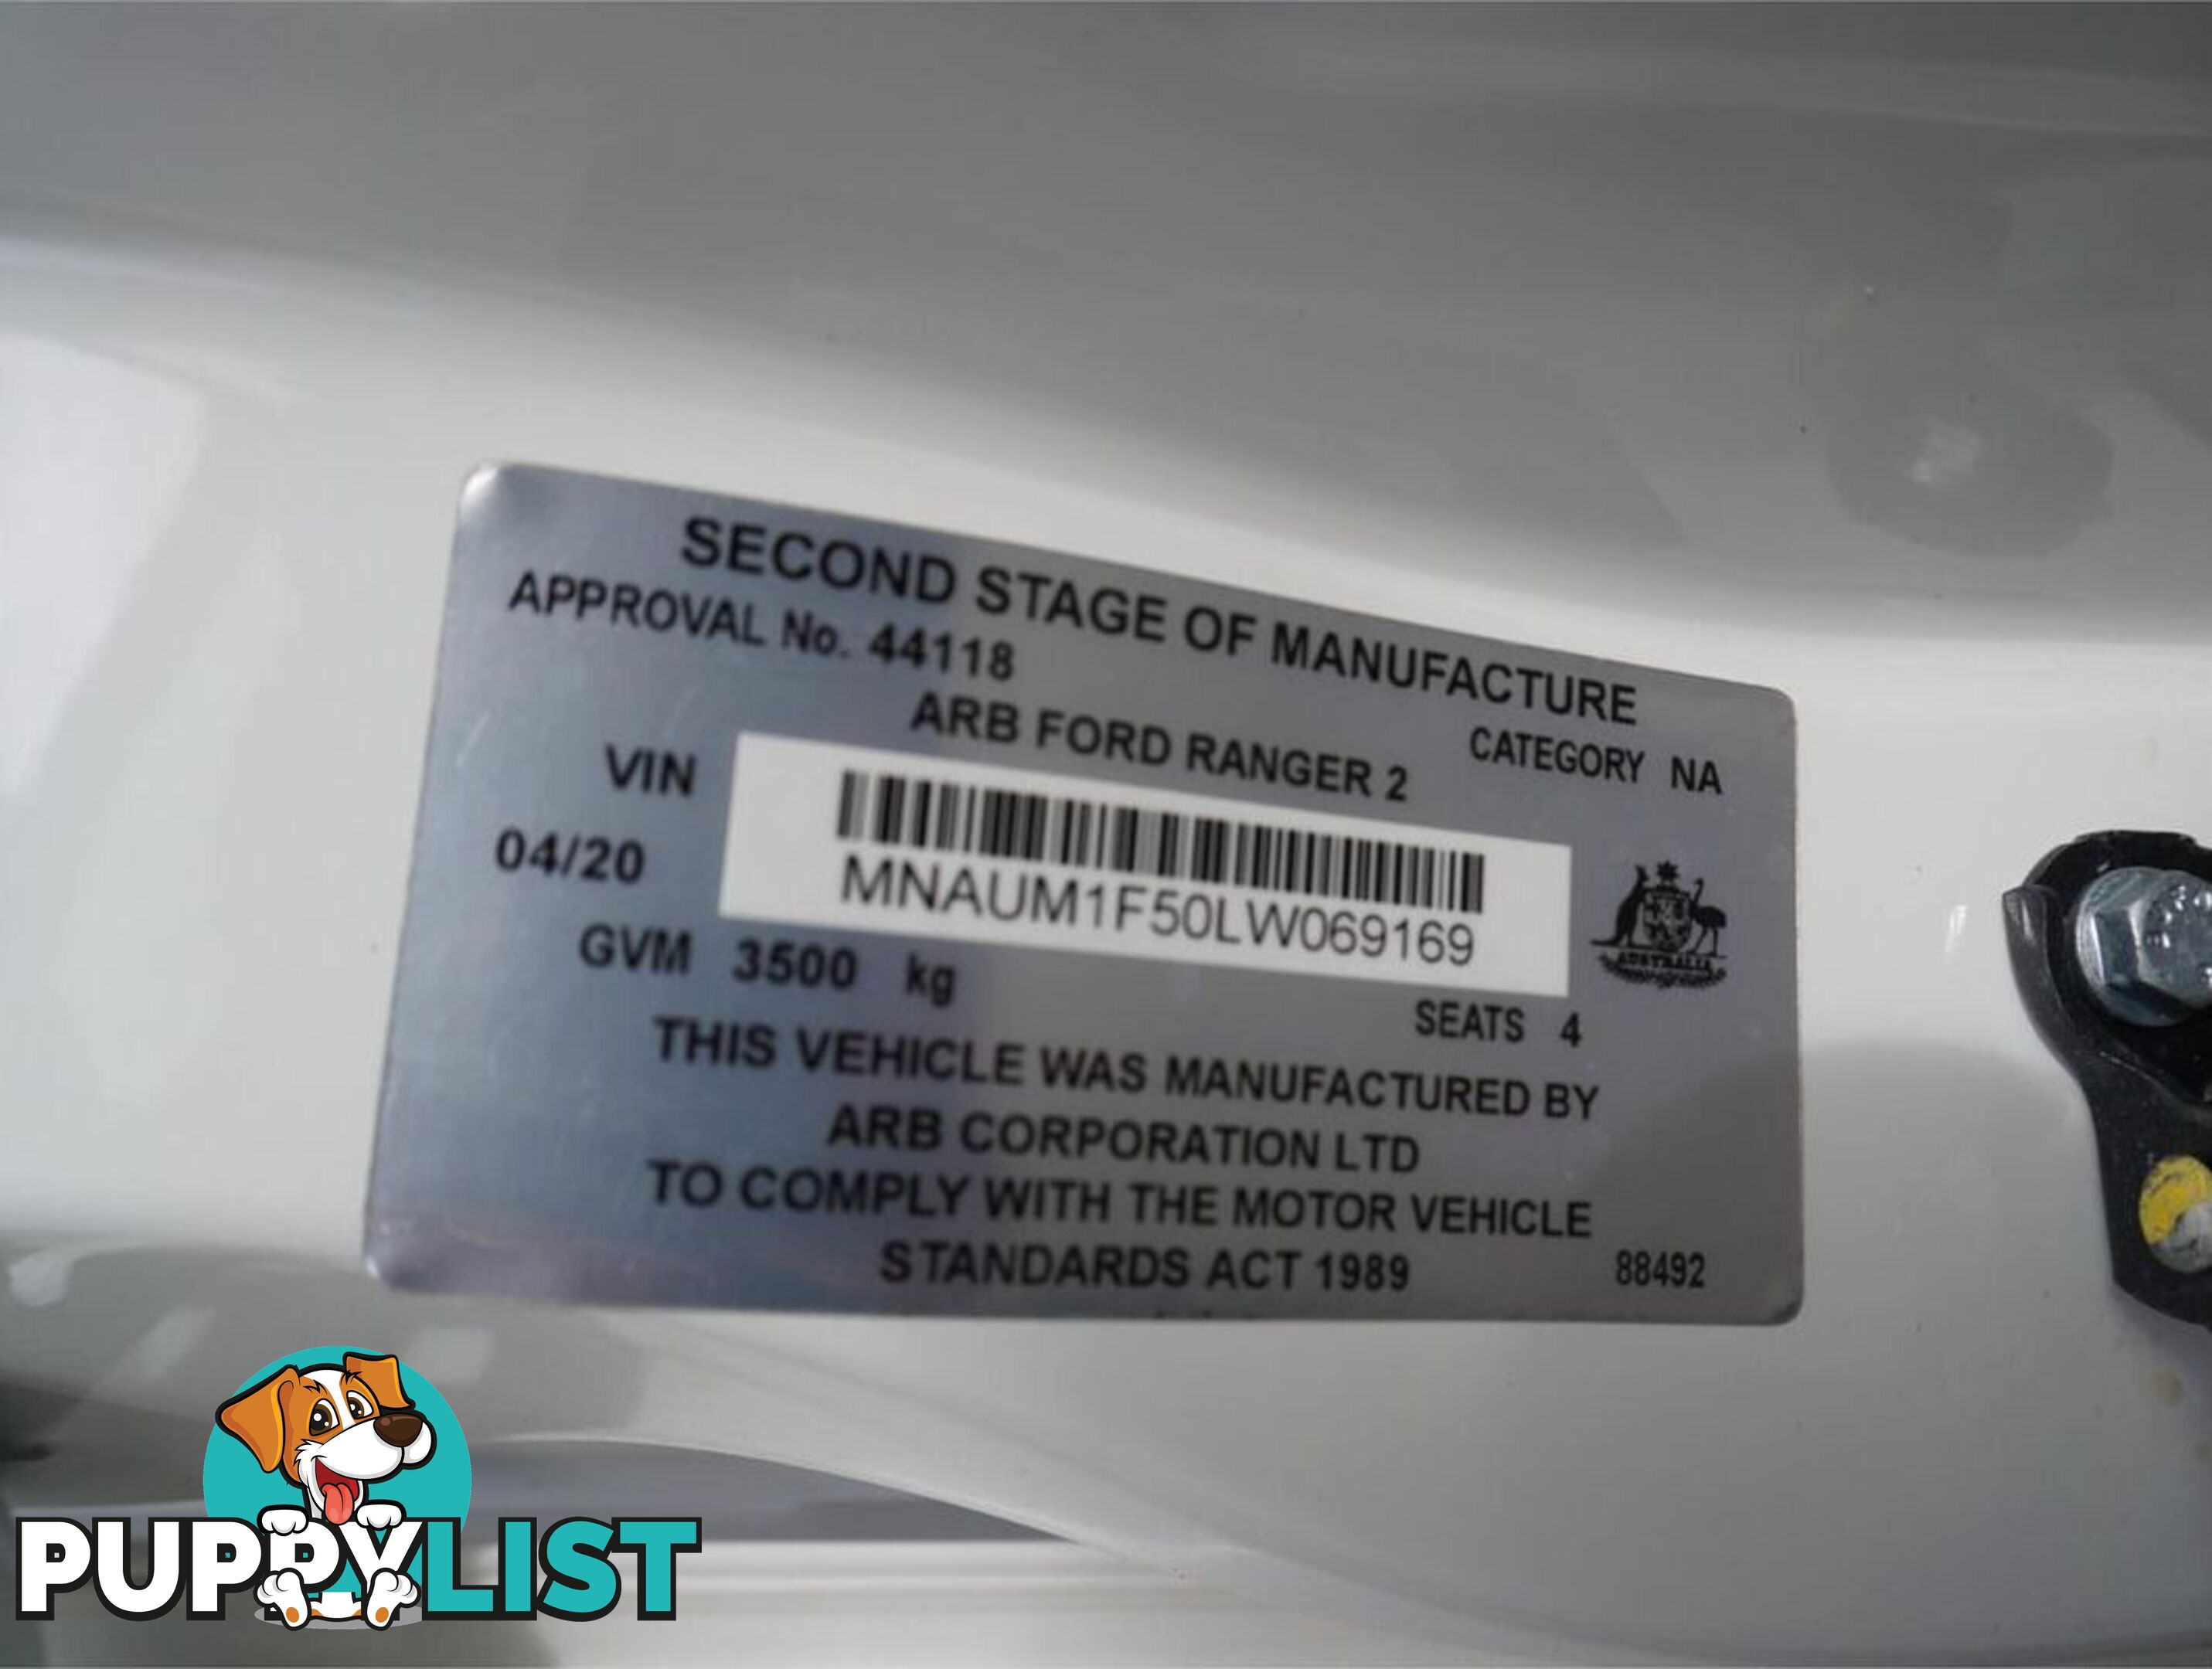 SECOND STAGE OF MANUFACTURE
APPROVAL No. 44118
CATEGORY NA
ARB FORD RANGER 2
VIN
04/20
MNAUM1F50LW069169
AUSTRALIA
GVM 3500 kg
SEATS 4
THIS VEHICLE WAS MANUFACTURED BY
ARB CORPORATION LTD
TO COMPLY WITH THE MOTOR VEHICLE
STANDARDS ACT 1989
88492
PUPPYLIST